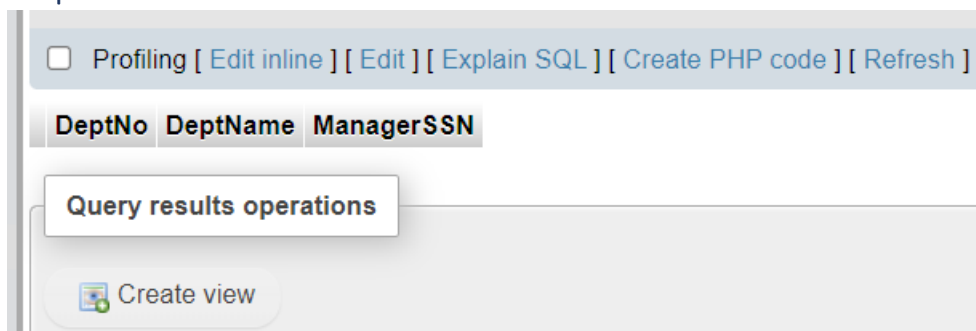 Profiling [ Edit inline ] [ Edit ] [ Explain SQL ] [ Create PHP code ] [ Refresh ]
DeptNo DeptName ManagerSSN
Query results operations
Create view